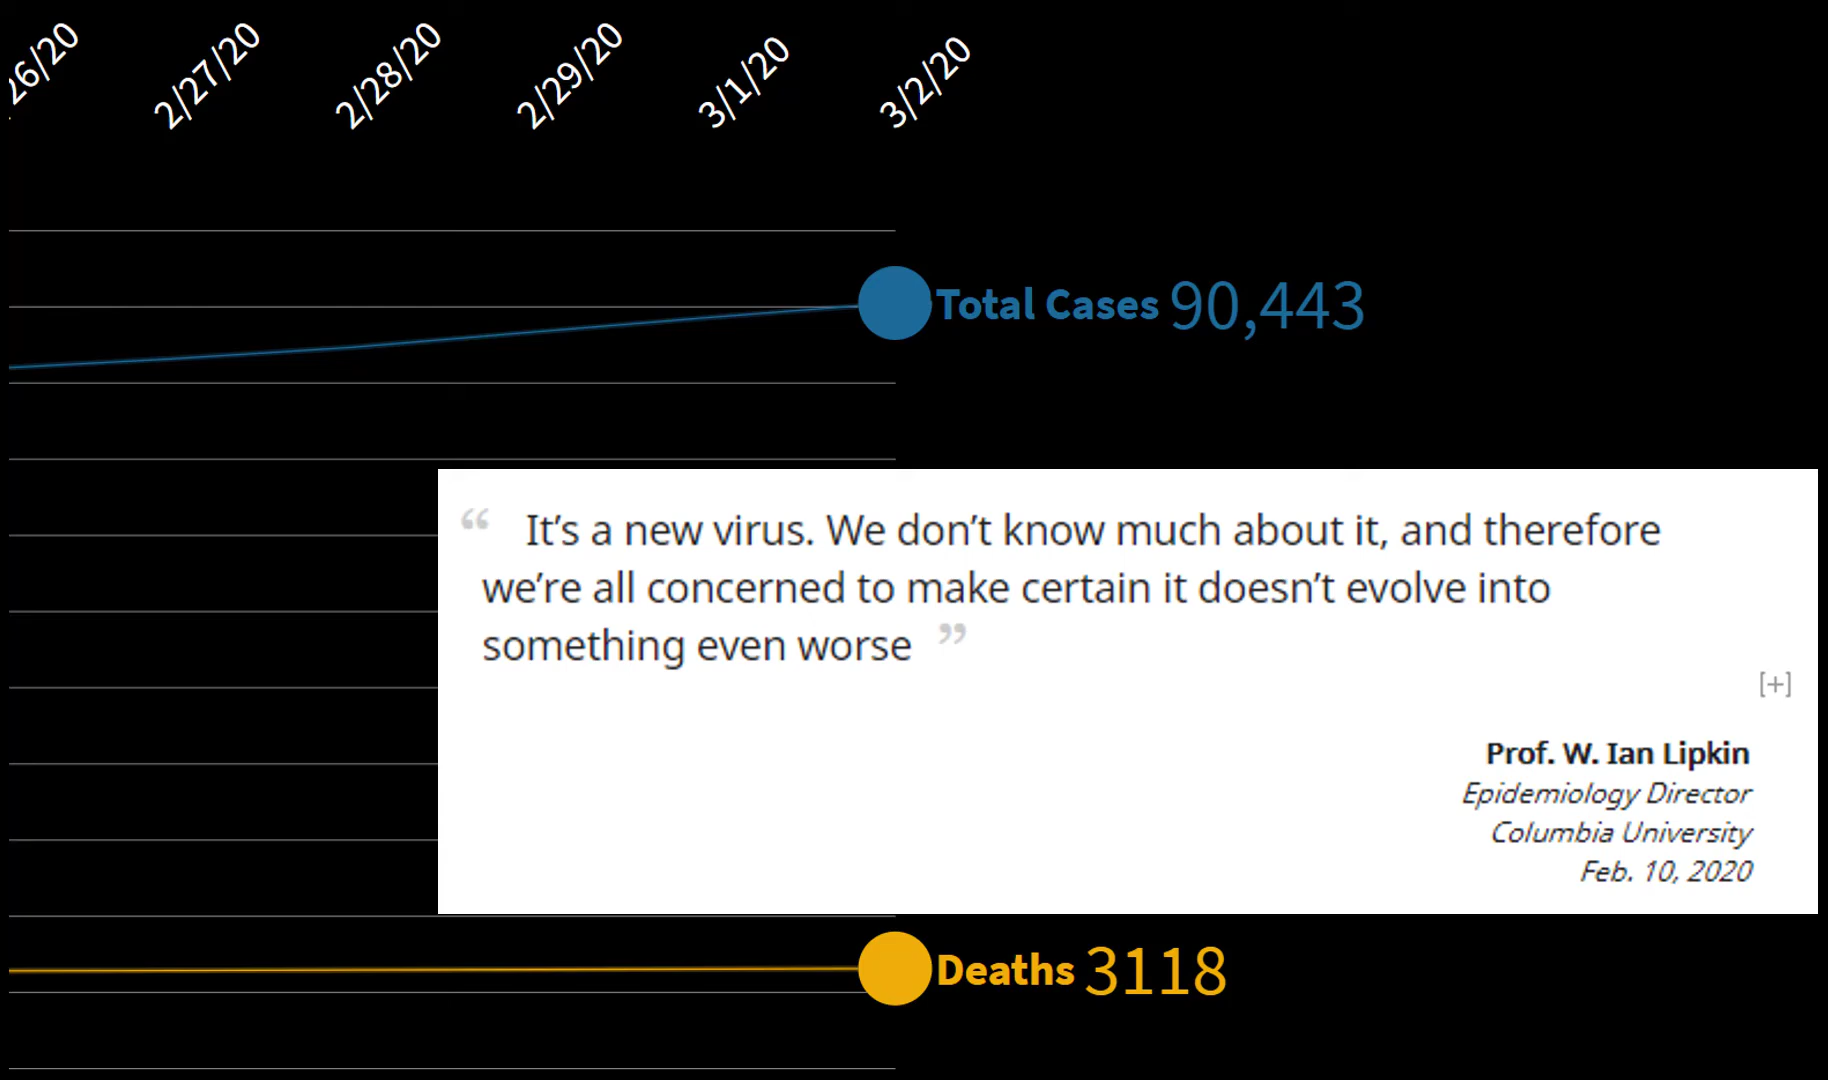 26/20
2/27/20
2/28/20
2/29/20
3/1/20
3/2/20
Total Cases 90,443
“ It’s a new virus. We don’t know much about it, and therefore
we’re all concerned to make certain it doesn’t evolve into
something even worse ”
[+]
Prof. W. Ian Lipkin
Epidemiology Director
Columbia University
Feb. 10, 2020
Deaths 3118